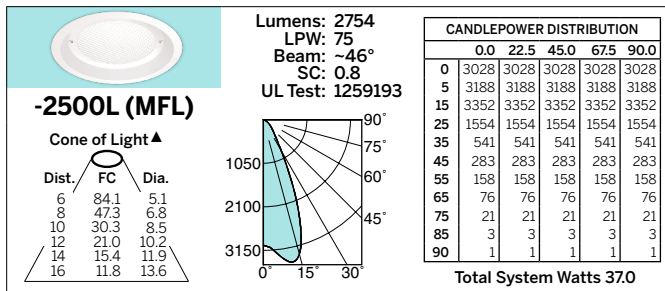 -2500L (MFL)
Cone of Light▲
Dist. FC Dia.
6 84.1 5.1
8 47.3 6.8
10 30.3 8.5
12 21.0 10.2
14 15.4 11.9
16 11.8 13.6
Lumens: 2754
LPW: 75
Beam: ~46°
SC: 0.8
UL Test: 1259193
90°
75°
1050
60°
2100
45°
3150
0° 15° 30°
CANDLEPOWER DISTRIBUTION
0.0 22.5 45.0 67.5 90.0
0 3028 3028 3028 3028 3028
5 3188 3188 3188 3188 3188
15 3352 3352 3352 3352 3352
25 1554 1554 1554 1554 1554
35 541 541 541 541 541
45 283 283 283 283 283
55 158 158 158 158 158
65 76 76 76 76 76
75 21 21 21 21 21
85 3 3 3 3 3
90 1 1 1 1 1
Total System Watts 37.0